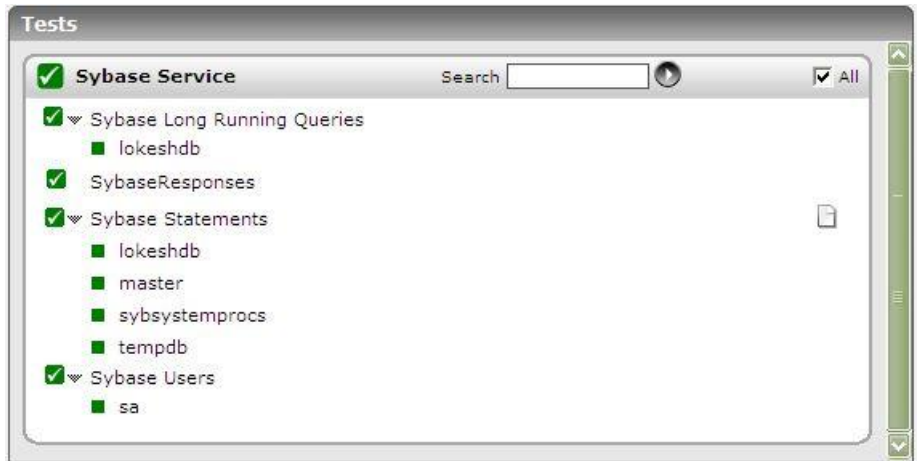 Tests
Sybase Service Search All
Sybase Long Running Queries
lokeshdb
SybaseResponses
Sybase Statements
lokeshdb
master
sybsystemprocs
tempdb
Sybase Users
sa